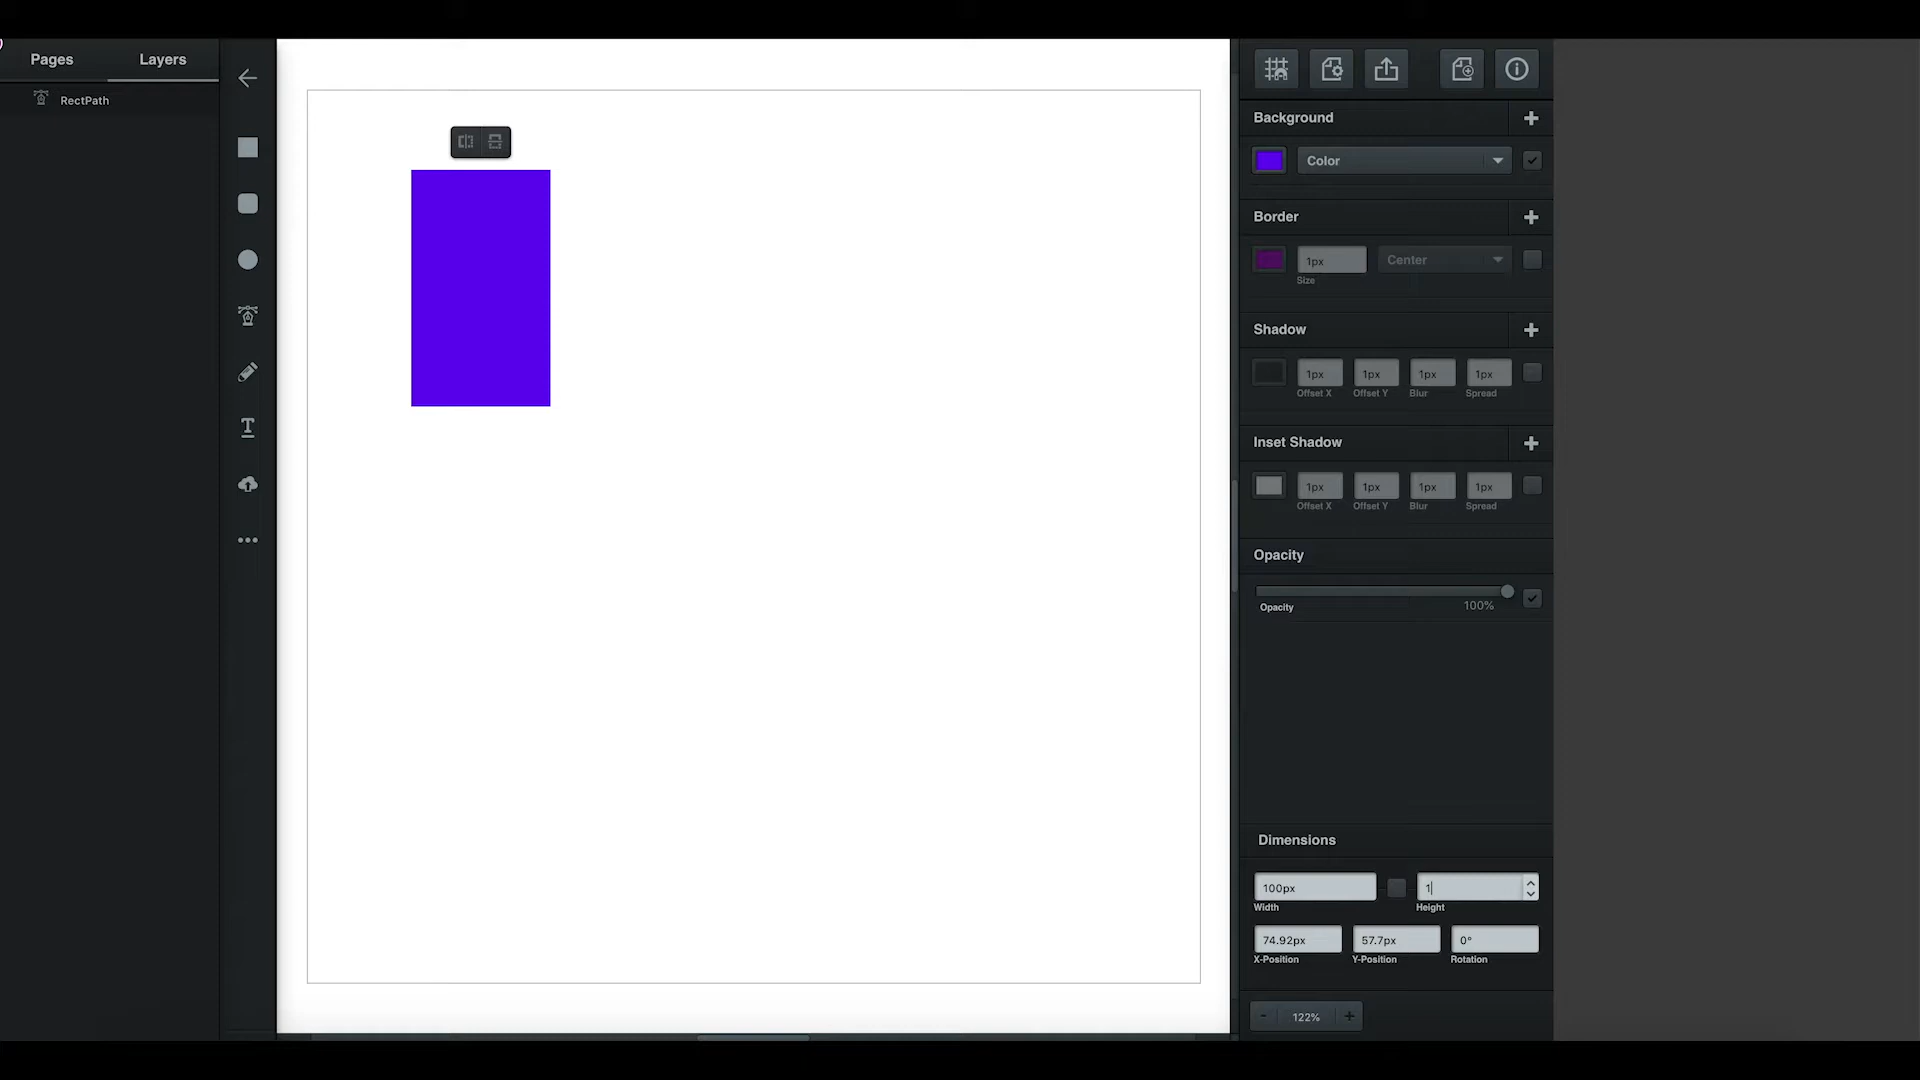 Pages
Layers
RectPath
Background
Color
Border
1px
Center
Size
Shadow
1px
1px
1px
1px
Offset X
Offset Y
Blur
Spread
Inset Shadow
1px
1px
1px
1px
Offset X
Offset Y
Blur
Spread
Opacity
Opacity
100%
Dimensions
100px
1
Width
Height
74.92px
57.7px
0°
X-Position
Y-Position
Rotation
- 122% +